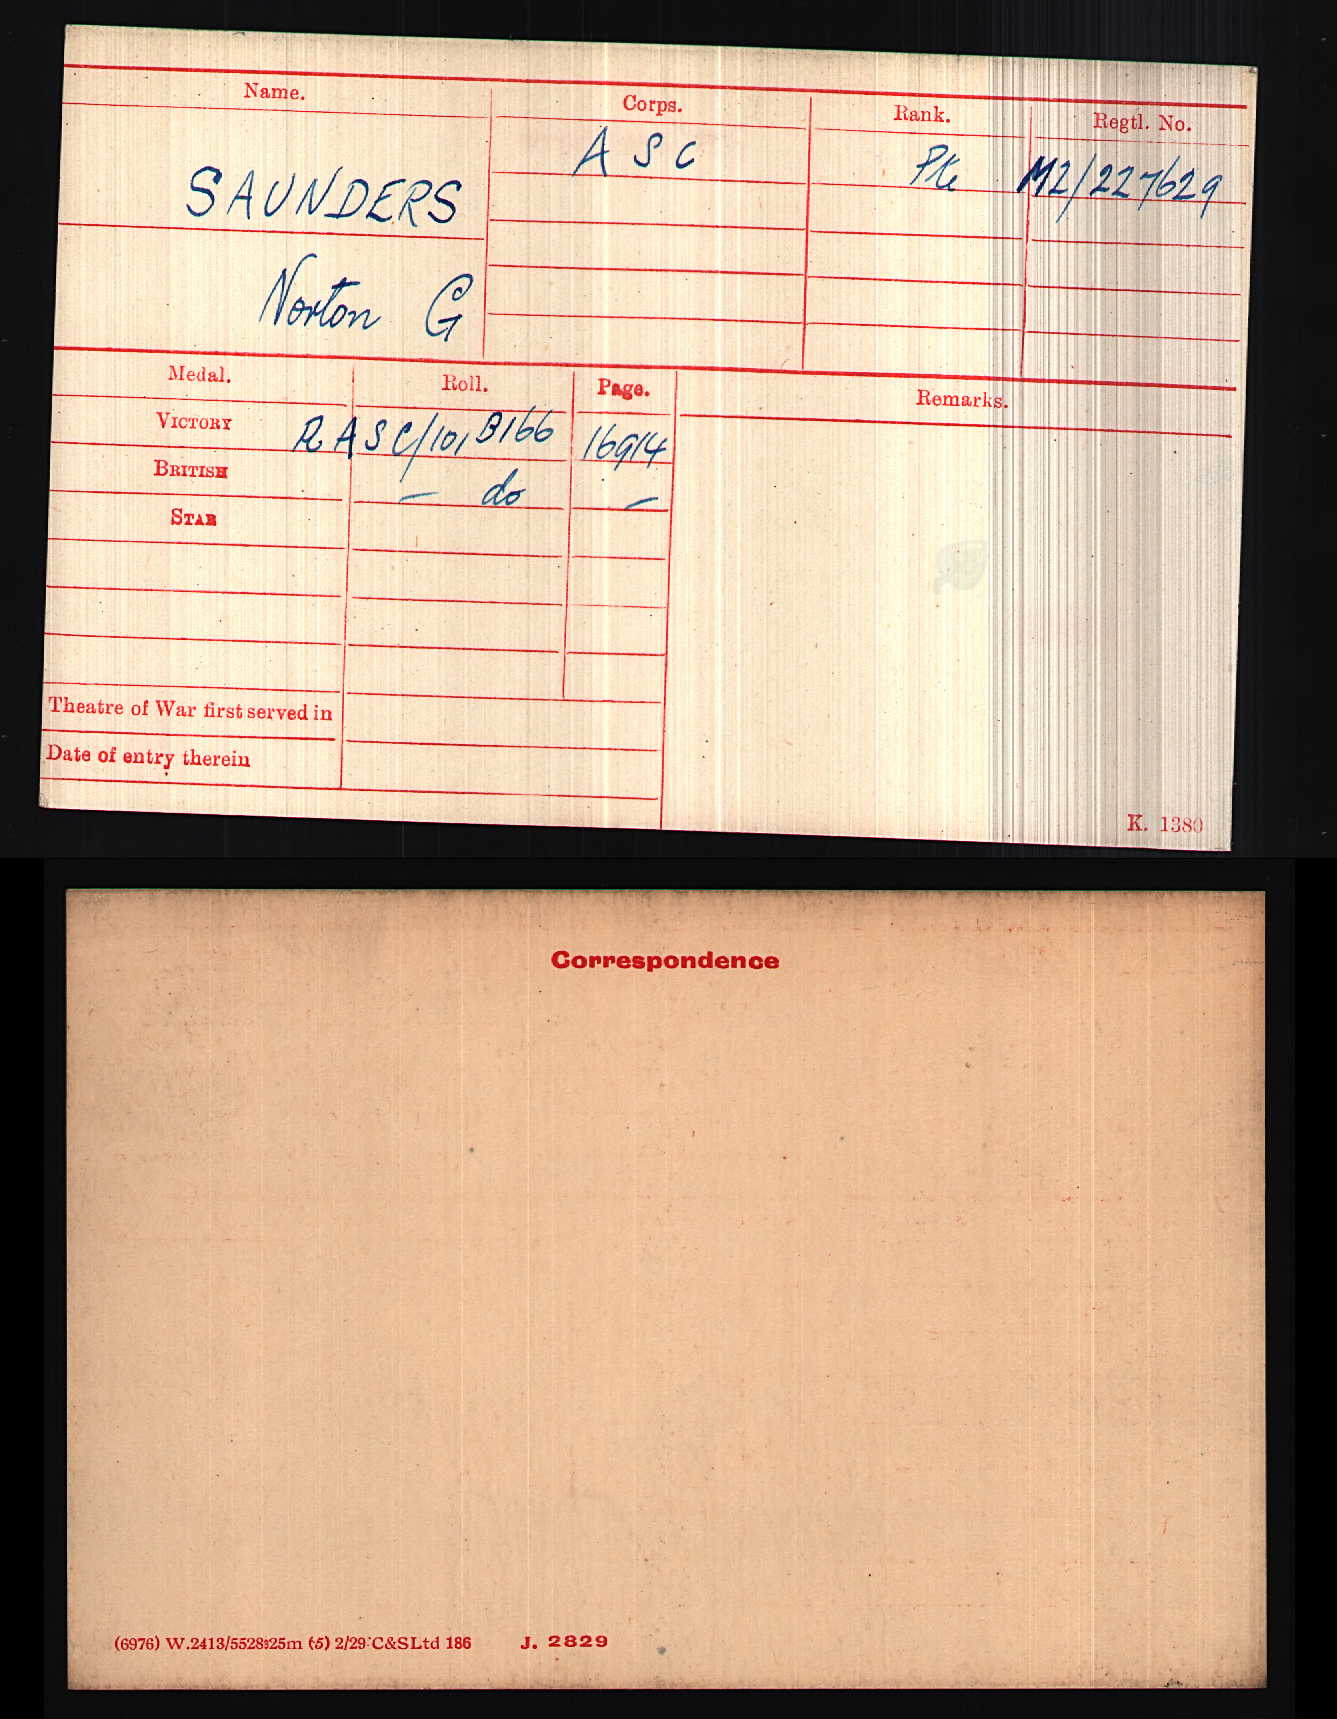 Name. Corps. Rank. Regtl. No.
A S C Pte M2/227629
SAUNDERS
Norton G
Medal. Roll. Page. Remarks.
VICTORY R A S C/101 B166 16914
BRITISH — do —
STAR
Theatre of War first served in
Date of entry therein
K. 1380
Correspondence
(6976) W.2413/5528 25m (5) 2/29 C&S Ltd 186 J. 2829